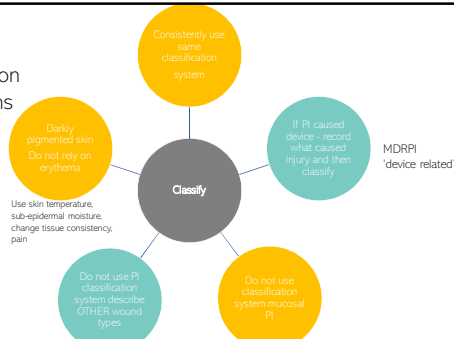 Consistently use
same
classification
system
on
ns
Darkly
pigmented skin
Do not rely on
erythema
If PI caused
device - record
what caused
injury and then
classify
MDRPI
'device related'
Classify
Use skin temperature,
sub-epidermal moisture,
change tissue consistency,
pain
Do not use PI
classification
system describe
OTHER wound
types
Do not use
classification
system mucosal
PI